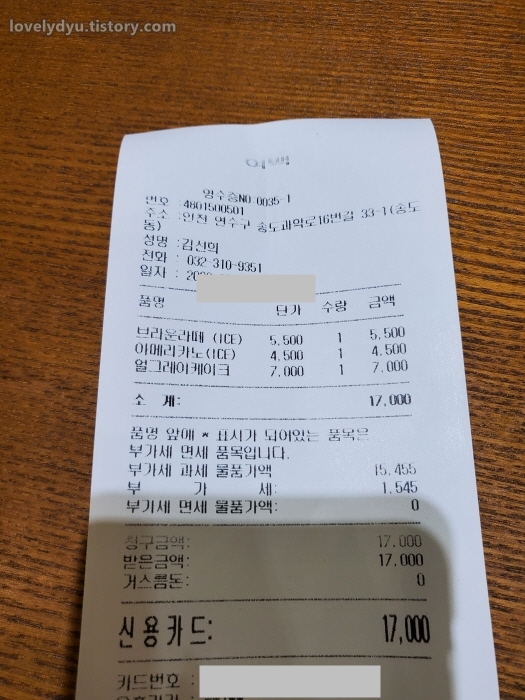 lovelydyu.tistory.com
영수증NO 0035-1
번호 :4801500501
주소 :인천 연수구 송도과학로16번길 33-1(송도
동)
성명 :김선희
전화 : 032-310-9351
일자 :
품명 단가 수량 금액
브라운라떼 (ICE) 5,500 1 5,500
아메리카노(ICE) 4,500 1 4,500
얼그레이케이크 7,000 1 7,000
소 계: 17,000
품명 앞에 * 표시가 되어있는 품목은
부가세 면세 품목입니다.
부가세 과세 물품가액 15,455
부 가 세: 1,545
부가세 면세 물품가액: 0
청구금액: 17,000
받은금액: 17,000
거스름돈: 0
신용카드: 17,000
카드번호 :